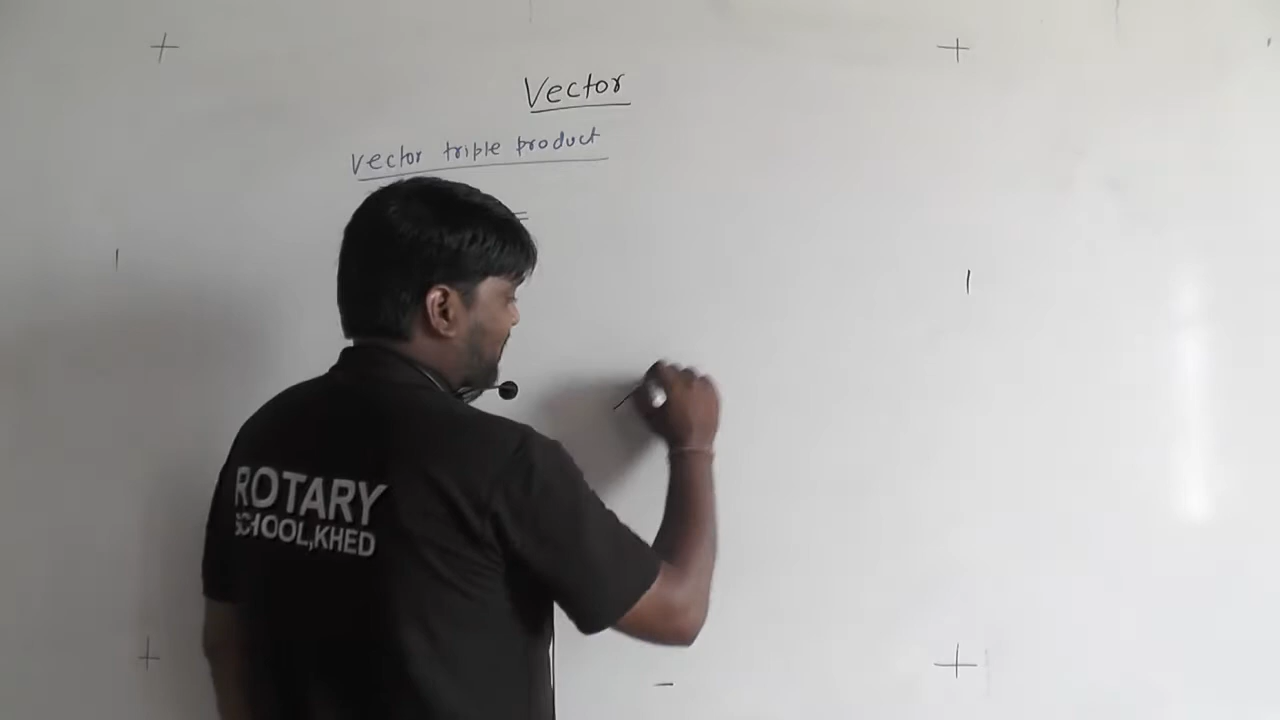 Vector
Vector triple product
=
ROTARY
SCHOOL,KHED